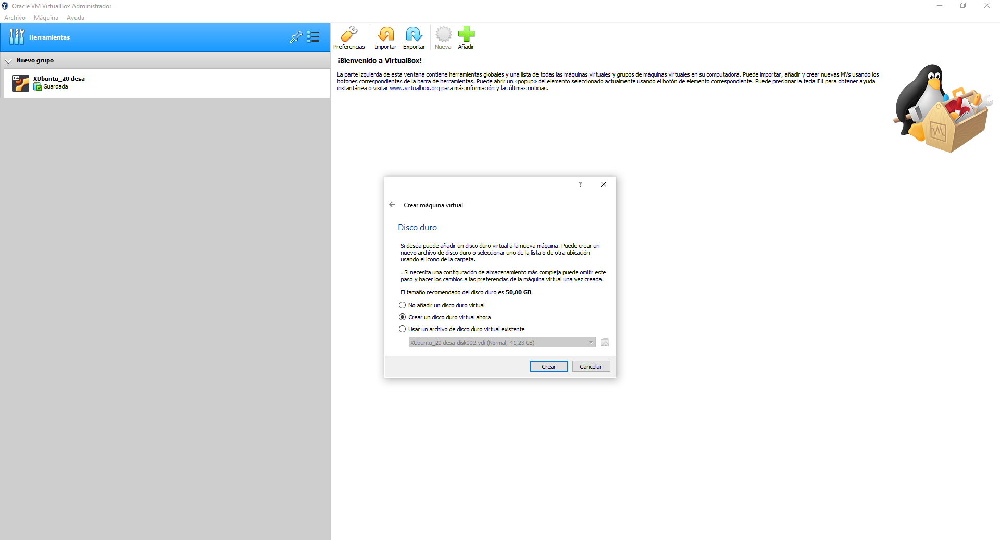 Oracle VM VirtualBox Administrador
Archivo Máquina Ayuda
Herramientas
Nuevo grupo
64
XUbuntu_20 desa
Guardada
Preferencias Importar Exportar Nueva Añadir
¡Bienvenido a VirtualBox!
La parte izquierda de esta ventana contiene herramientas globales y una lista de todas las máquinas virtuales y grupos de máquinas virtuales en su computadora. Puede importar, añadir y crear nuevas MVs usando los
botones correspondientes de la barra de herramientas. Puede abrir un «popup» del elemento seleccionado actualmente usando el botón de elemento correspondiente. Puede presionar la tecla F1 para obtener ayuda
instantánea o visitar www.virtualbox.org para más información y las últimas noticias.
?
Crear máquina virtual
Disco duro
Si desea puede añadir un disco duro virtual a la nueva máquina. Puede crear un
nuevo archivo de disco duro o seleccionar uno de la lista o de otra ubicación
usando el icono de la carpeta.
. Si necesita una configuración de almacenamiento más compleja puede omitir este
paso y hacer los cambios a las preferencias de la máquina virtual una vez creada.
El tamaño recomendado del disco duro es 50,00 GB.
No añadir un disco duro virtual
Crear un disco duro virtual ahora
Usar un archivo de disco duro virtual existente
XUbuntu_20 desa-disk002.vdi (Normal, 41,23 GB)
Crear Cancelar